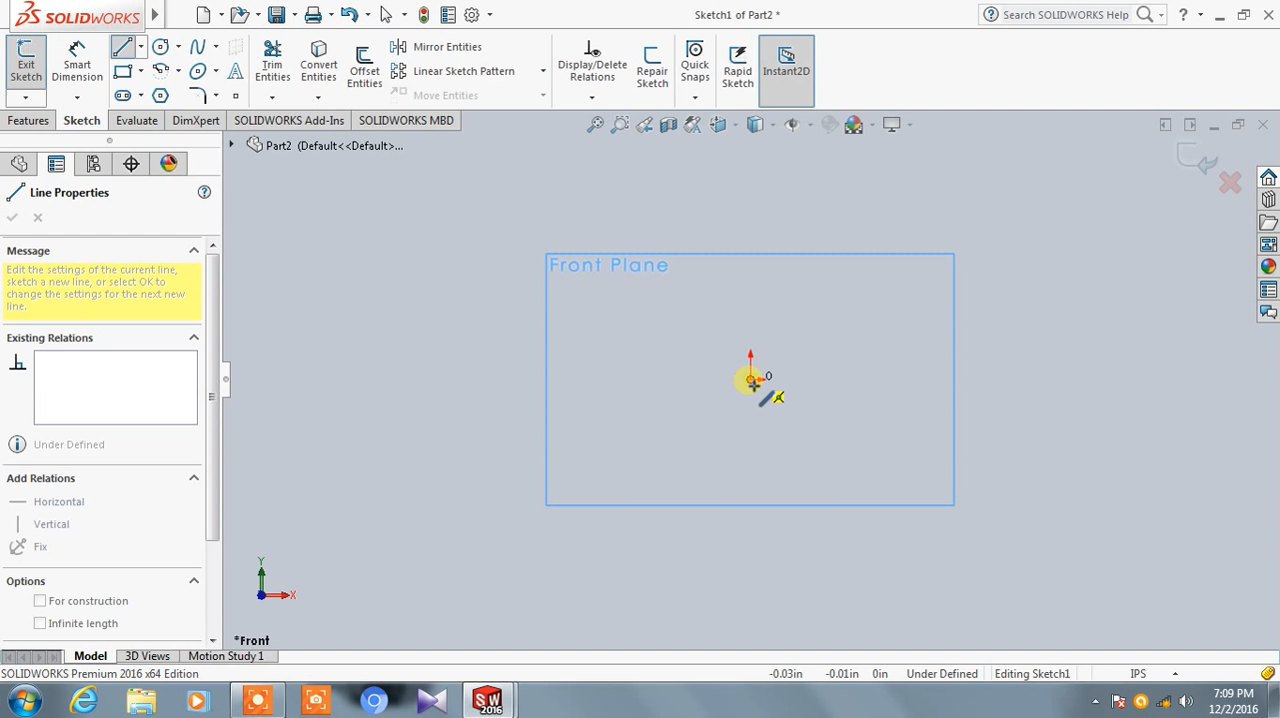 SOLIDWORKS
Sketch1 of Part2 *
Search SOLIDWORKS Help
Exit Sketch
Smart Dimension
Trim Entities
Convert Entities
Offset Entities
Mirror Entities
Linear Sketch Pattern
Move Entities
Display/Delete Relations
Repair Sketch
Quick Snaps
Rapid Sketch
Instant2D
Features
Sketch
Evaluate
DimXpert
SOLIDWORKS Add-Ins
SOLIDWORKS MBD
Part2 (Default<<Default>...
Line Properties
Message
Edit the settings of the current line,
sketch a new line, or select OK to
change the settings for the next new
line.
Existing Relations
Under Defined
Add Relations
Horizontal
Vertical
Fix
Options
For construction
Infinite length
Front Plane
0
Y
X
*Front
Model
3D Views
Motion Study 1
SOLIDWORKS Premium 2016 x64 Edition
-0.03in
-0.01in
0in
Under Defined
Editing Sketch1
IPS
SW
2016
7:09 PM
12/2/2016